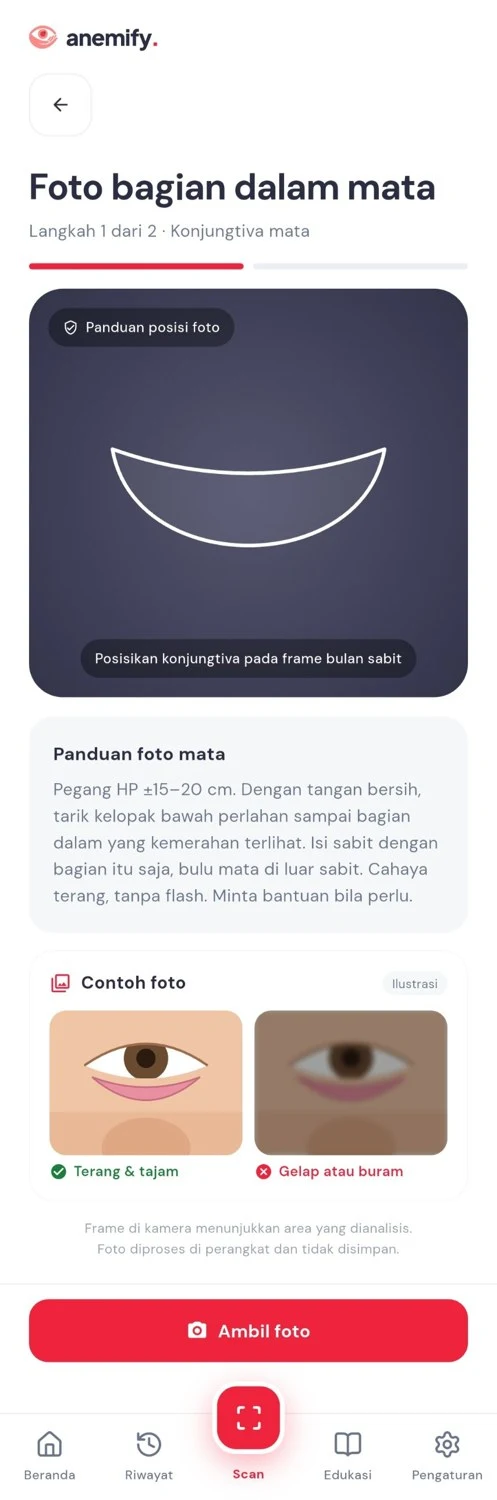 anemify.
Foto bagian dalam mata
Langkah 1 dari 2 · Konjungtiva mata
Panduan posisi foto
Posisikan konjungtiva pada frame bulan sabit
Panduan foto mata
Pegang HP ±15–20 cm. Dengan tangan bersih,
tarik kelopak bawah perlahan sampai bagian
dalam yang kemerahan terlihat. Isi sabit dengan
bagian itu saja, bulu mata di luar sabit. Cahaya
terang, tanpa flash. Minta bantuan bila perlu.
Contoh foto
Ilustrasi
Terang & tajam
Gelap atau buram
Frame di kamera menunjukkan area yang dianalisis.
Foto diproses di perangkat dan tidak disimpan.
Ambil foto
Beranda
Riwayat
Scan
Edukasi
Pengaturan